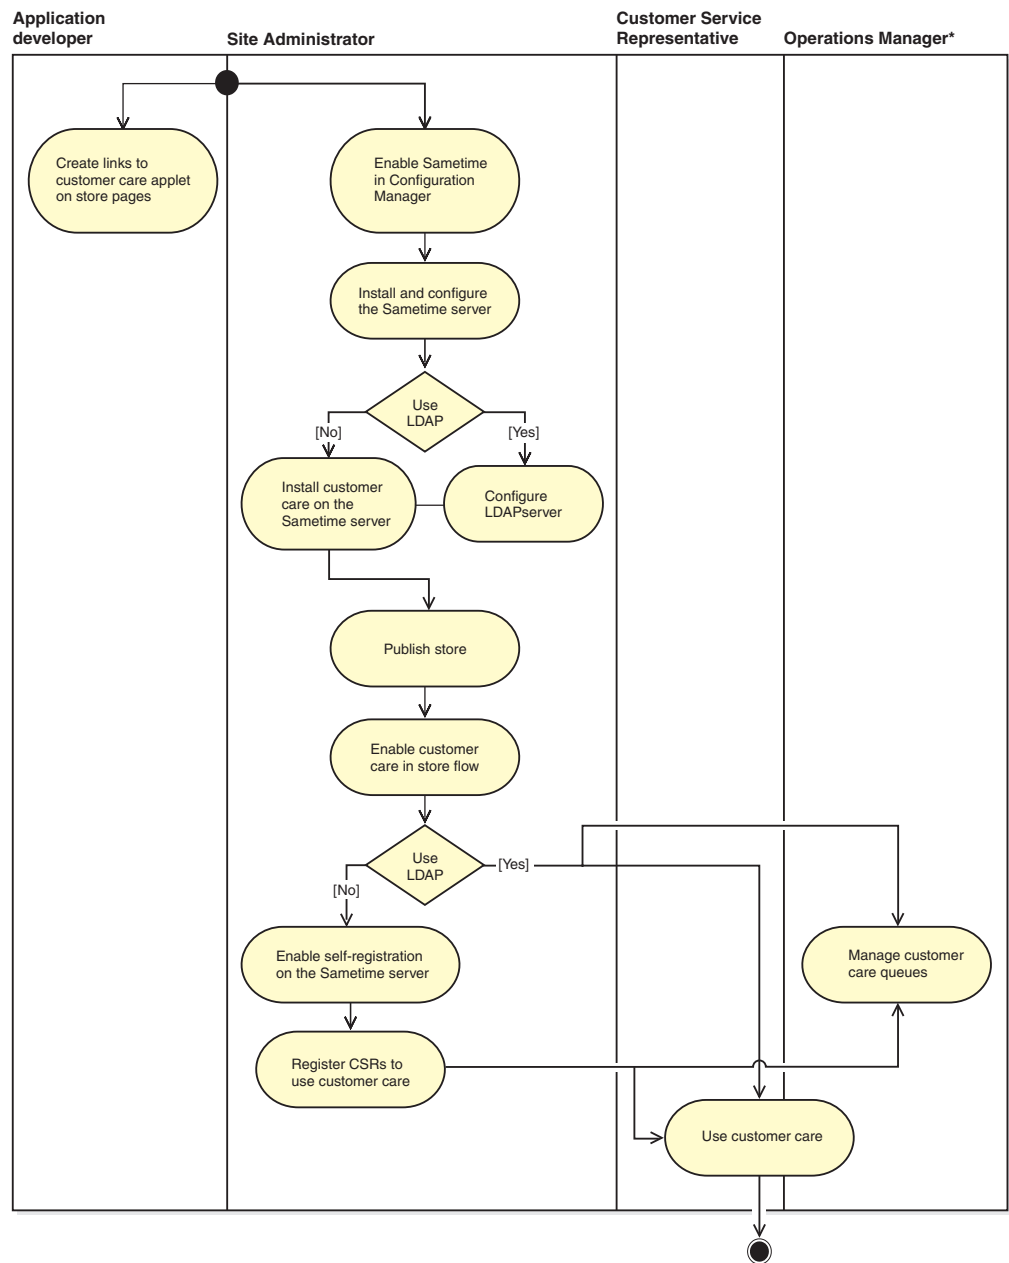 Application
developer
Site Administrator
Customer Service
Representative
Operations Manager*
Create links to
customer care applet
on store pages
Enable Sametime
in Configuration
Manager
Install and configure
the Sametime server
Use
LDAP
[No]
[Yes]
Install customer
care on the
Sametime server
Configure
LDAPserver
Publish store
Enable customer
care in store flow
Use
LDAP
[Yes]
[No]
Enable self-registration
on the Sametime server
Manage customer
care queues
Register CSRs to
use customer care
Use customer care